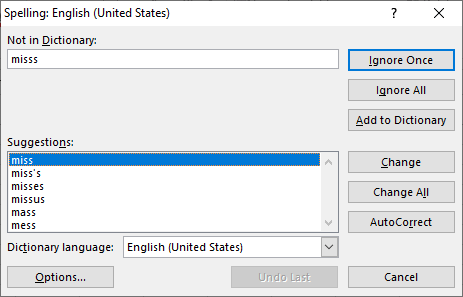 Spelling: English (United States)
Not in Dictionary:
misss
Ignore Once
Ignore All
Add to Dictionary
Suggestions:
miss
miss's
misses
missus
mass
mess
Change
Change All
AutoCorrect
Dictionary language: English (United States)
Options... Undo Last Cancel